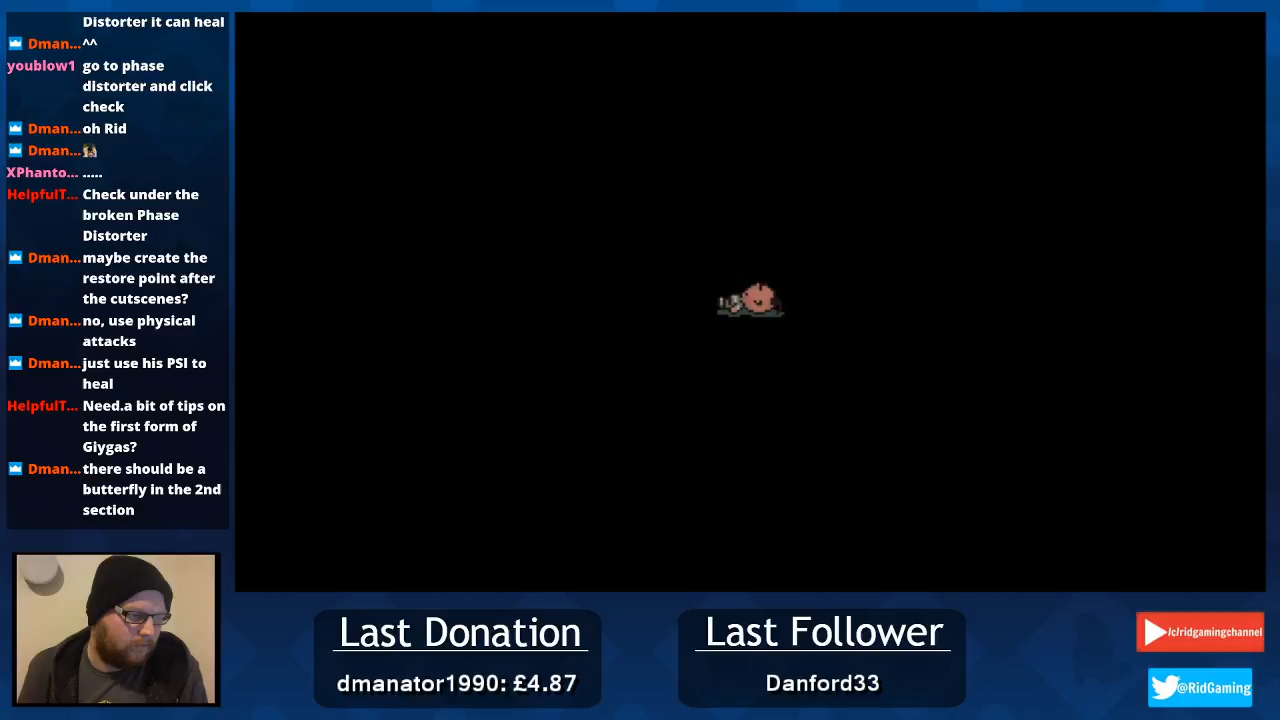 Distorter it can heal
Dman... ^^
youblow1 go to phase
distorter and click
check
Dman... oh Rid
Dman...
XPhanto... .....
HelpfulT... Check under the
broken Phase
Distorter
Dman... maybe create the
restore point after
the cutscenes?
Dman... no, use physical
attacks
Dman... just use his PSI to
heal
HelpfulT... Need.a bit of tips on
the first form of
Giygas?
Dman... there should be a
butterfly in the 2nd
section
Last Donation
dmanator1990: £4.87
Last Follower
Danford33
/c/ridgamingchannel
@RidGaming